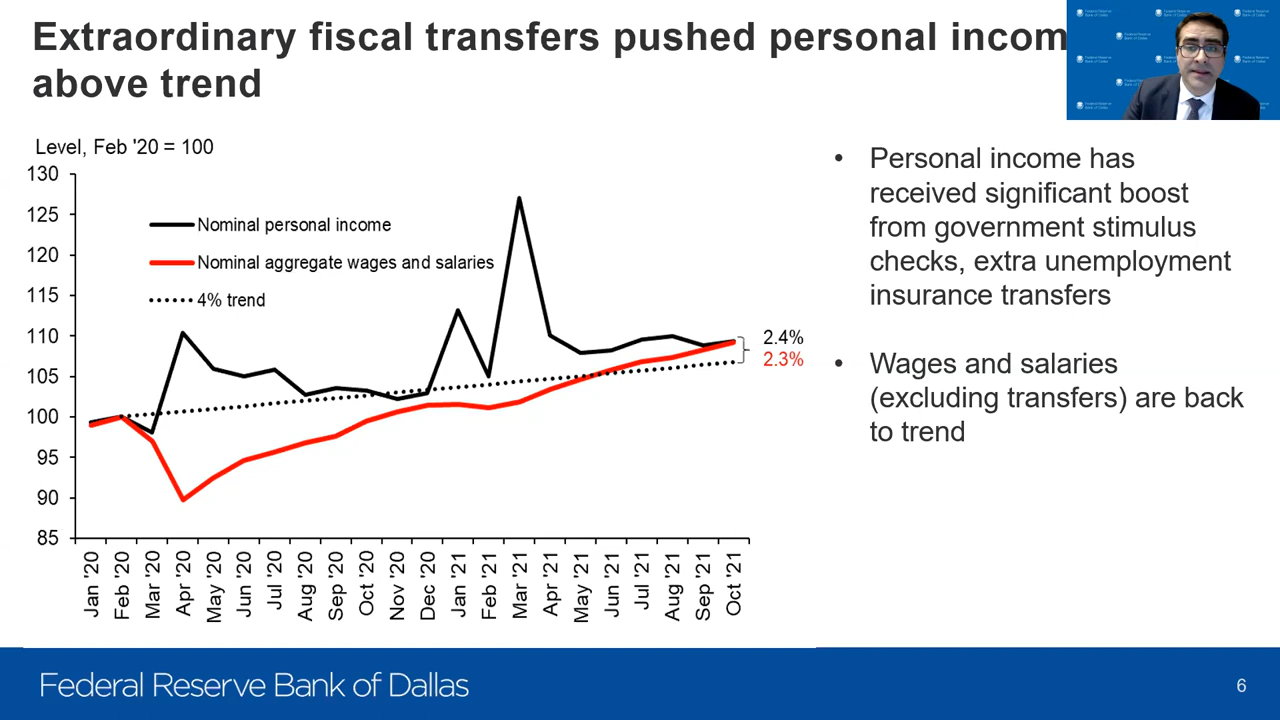 Extraordinary fiscal transfers pushed personal incom
above trend
Level, Feb '20 = 100
130
125
120
115
110
105
100
95
90
85
Nominal personal income
Nominal aggregate wages and salaries
4% trend
2.4%
2.3%
Jan '20
Feb '20
Mar '20
Apr '20
May '20
Jun '20
Jul '20
Aug '20
Sep '20
Oct '20
Nov '20
Dec '20
Jan '21
Feb '21
Mar '21
Apr '21
May '21
Jun '21
Jul '21
Aug '21
Sep '21
Oct '21
• Personal income has
received significant boost
from government stimulus
checks, extra unemployment
insurance transfers
• Wages and salaries
(excluding transfers) are back
to trend
Federal Reserve
Bank of Dallas
Federal Reserve Bank of Dallas
6